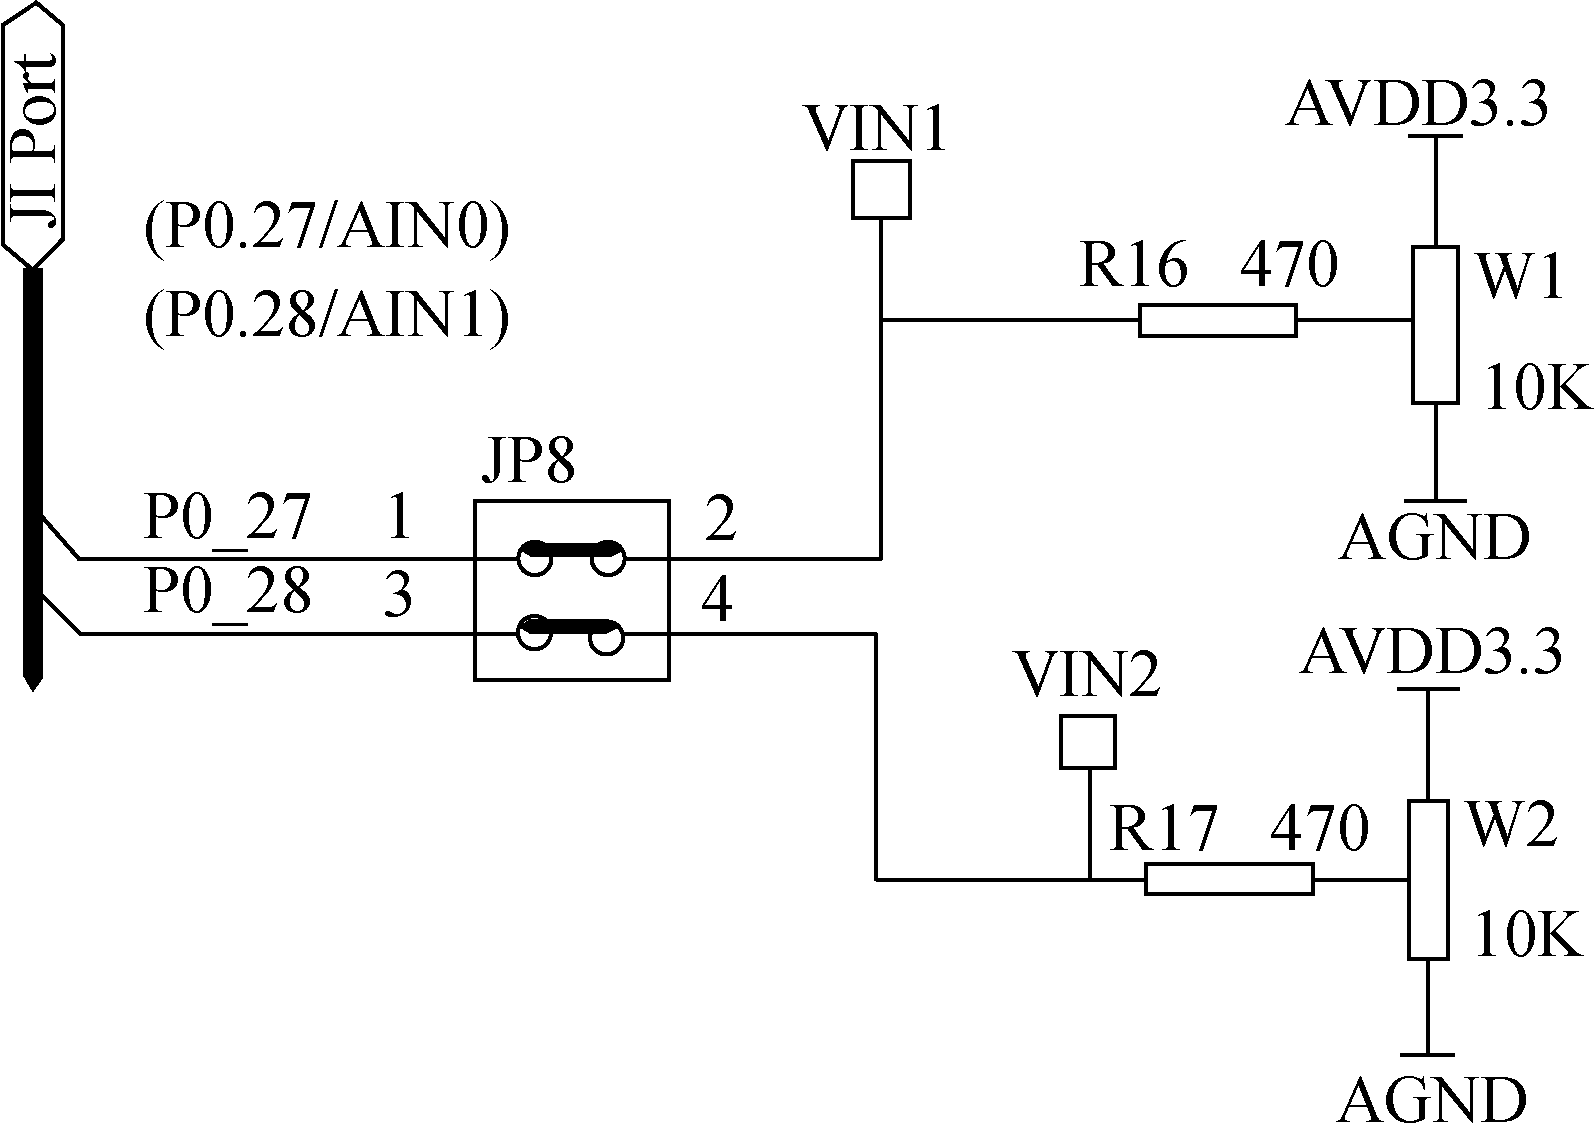 JI Port
(P0.27/AIN0)
(P0.28/AIN1)
VIN1
AVDD3.3
R16 470
W1
10K
AGND
JP8
P0_27 1 2
P0_28 3 4
VIN2
AVDD3.3
R17 470
W2
10K
AGND